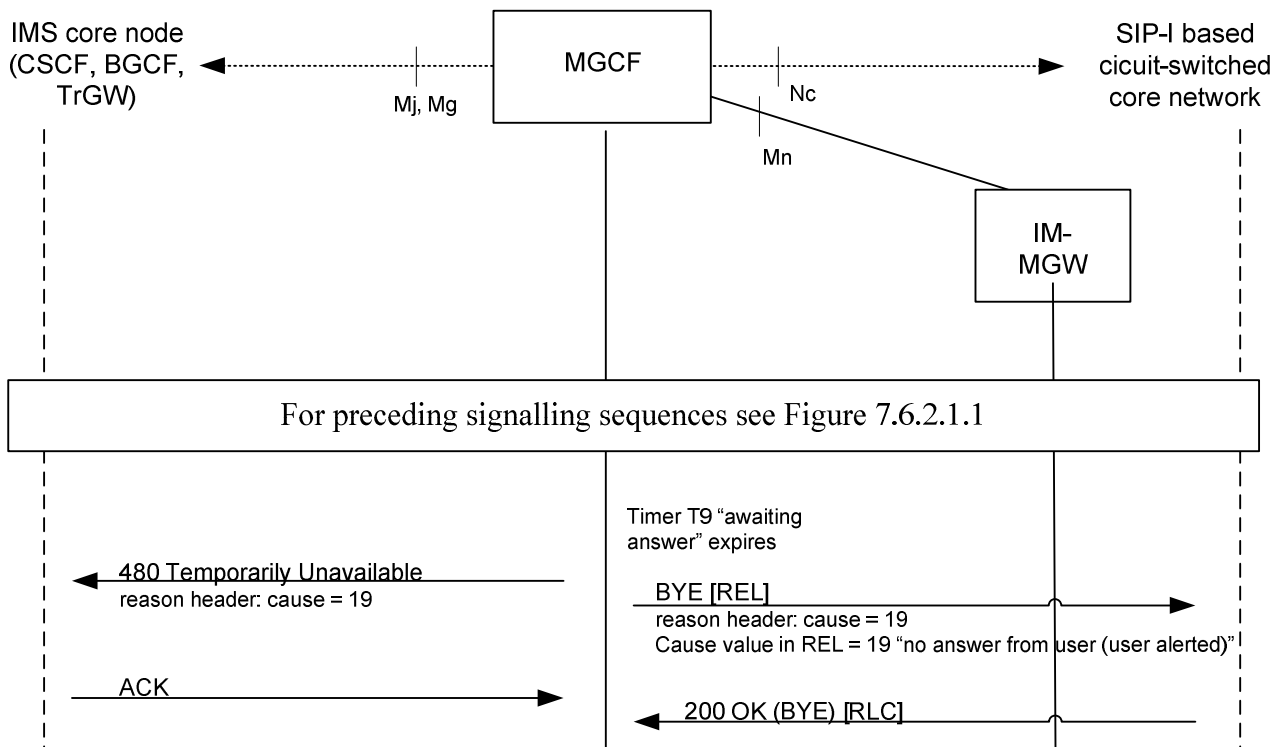 IMS core node
(CSCF, BGCF,
TrGW)
MGCF
SIP-I based
cicuit-switched
core network
Mj, Mg
Nc
Mn
IM-
MGW
For preceding signalling sequences see Figure 7.6.2.1.1
Timer T9 “awaiting
answer” expires
480 Temporarily Unavailable
reason header: cause = 19
BYE [REL]
reason header: cause = 19
Cause value in REL = 19 “no answer from user (user alerted)”
ACK
200 OK (BYE) [RLC]